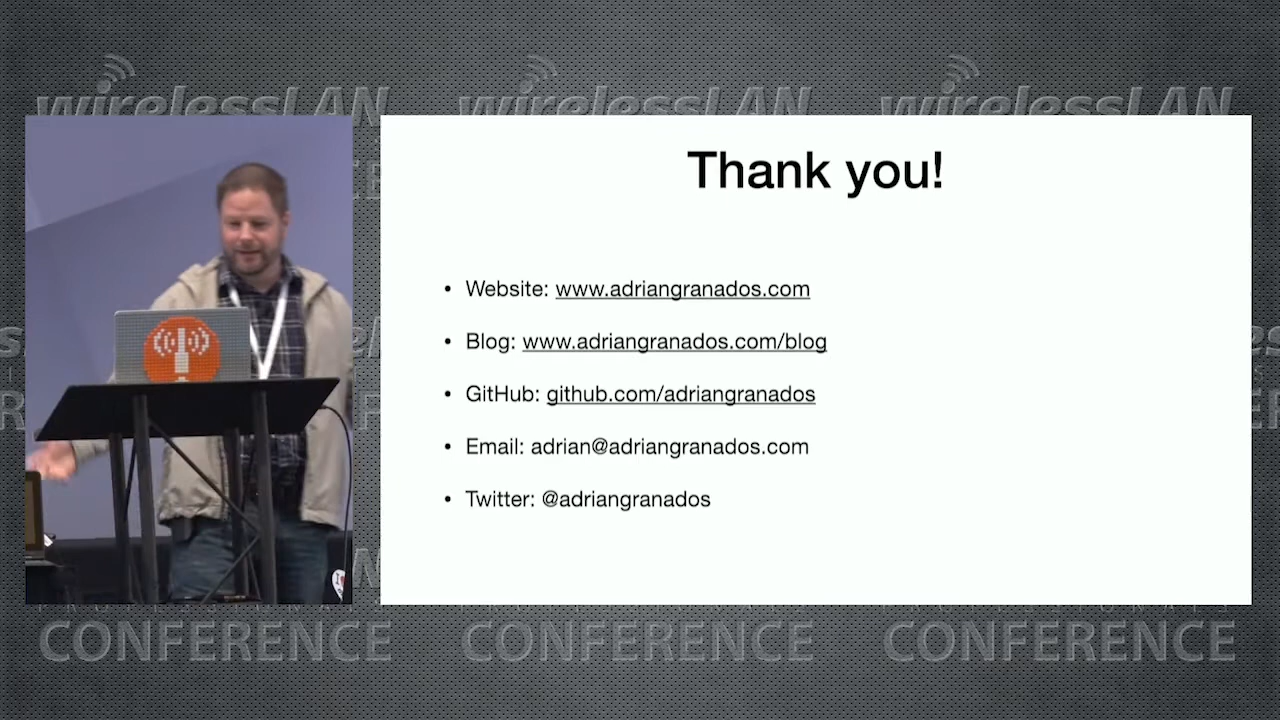 wirelessLAN wirelessLAN wirelessLAN
Thank you!
• Website: www.adriangranados.com
• Blog: www.adriangranados.com/blog
• GitHub: github.com/adriangranados
• Email: adrian@adriangranados.com
• Twitter: @adriangranados
CONFERENCE CONFERENCE CONFERENCE